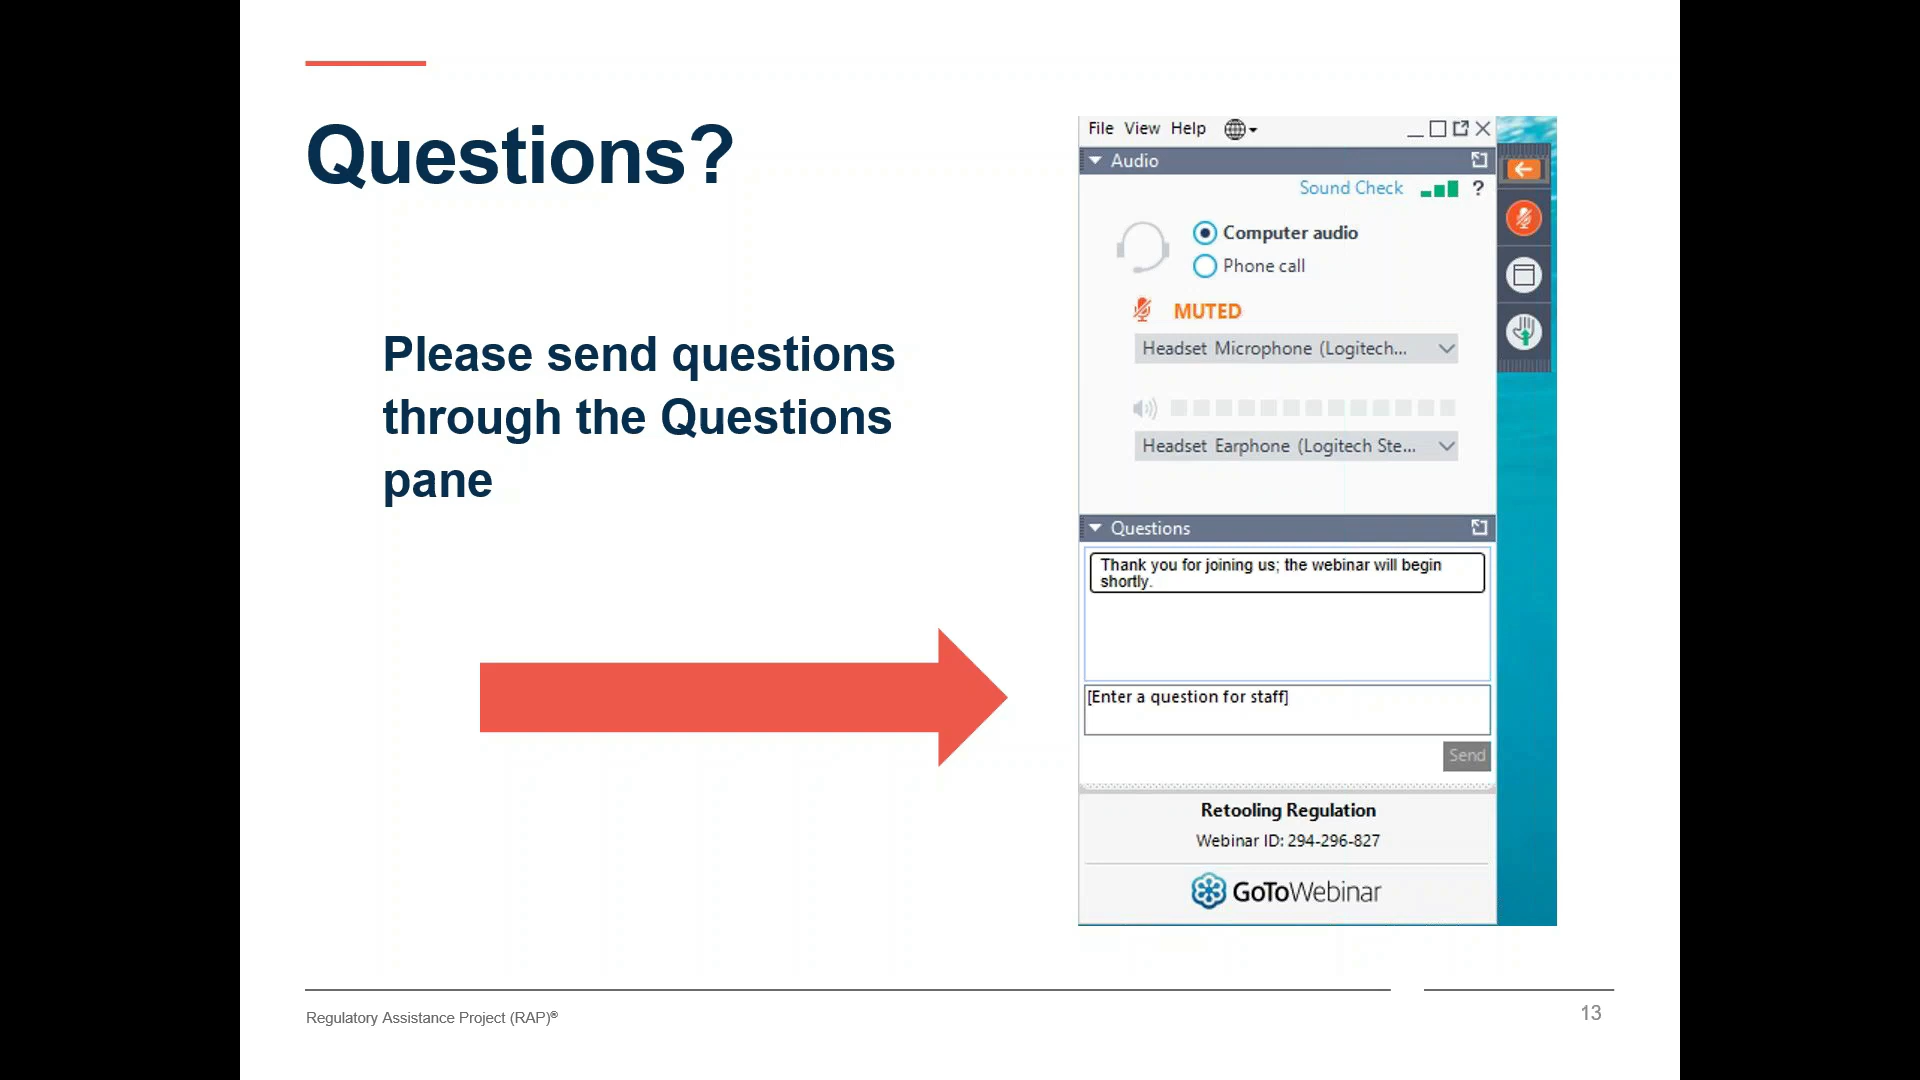 Questions?
Please send questions
through the Questions
pane
File View Help
Audio
Sound Check ?
Computer audio
Phone call
MUTED
Headset Microphone (Logitech...
Headset Earphone (Logitech Ste...
Questions
Thank you for joining us; the webinar will begin
shortly.
[Enter a question for staff]
Send
Retooling Regulation
Webinar ID: 294-296-827
GoToWebinar
Regulatory Assistance Project (RAP)®
13